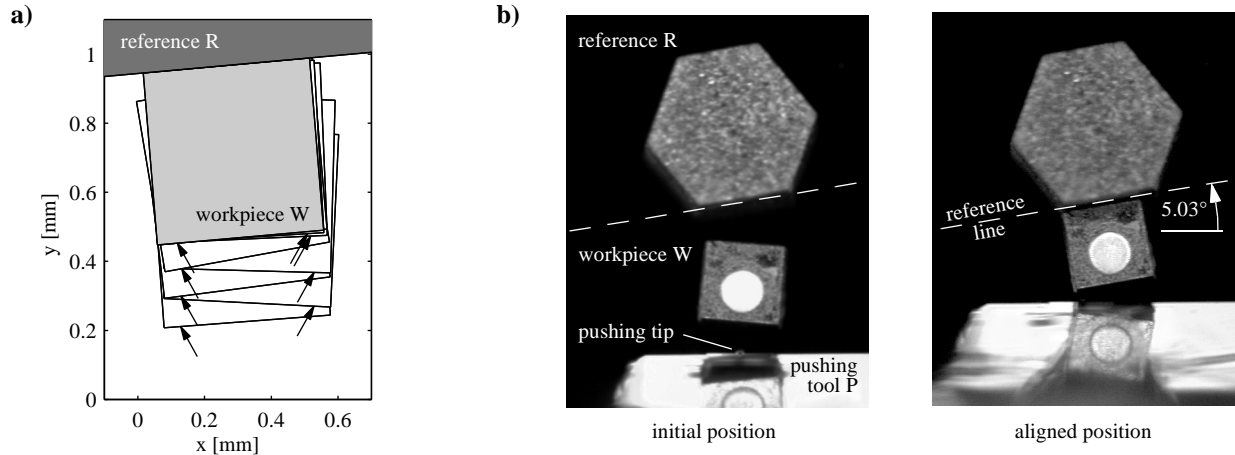 a)
reference R
workpiece W
1
0.8
0.6
0.4
0.2
0
y [mm]
0
0.2
0.4
0.6
x [mm]
b)
reference R
workpiece W
pushing tip
pushing
tool P
initial position
reference
line
5.03°
aligned position